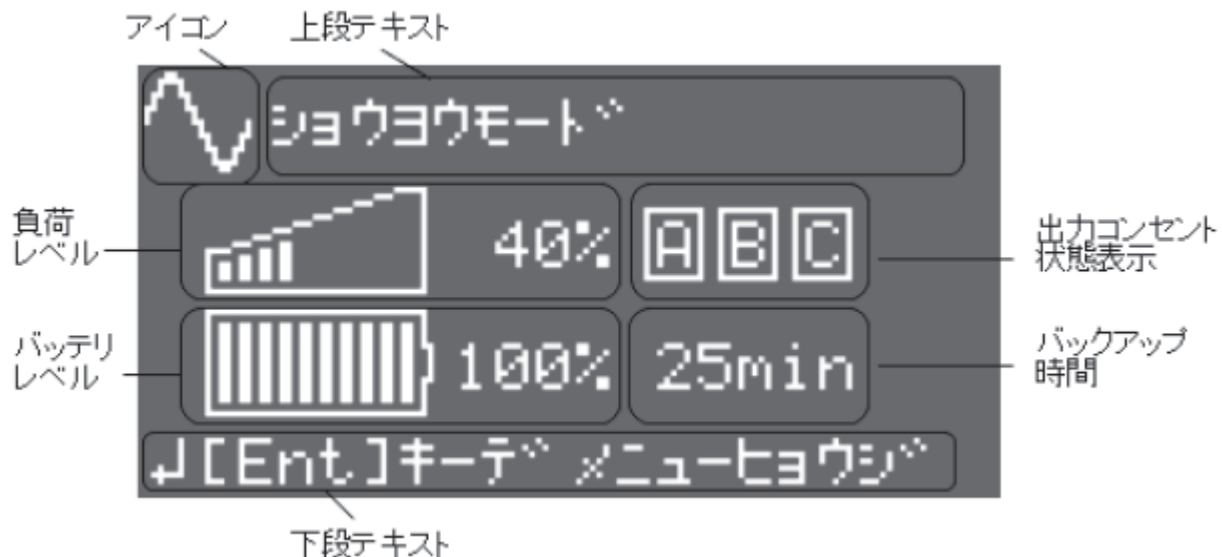 アイコン
上段テキスト
ショウヨウモード
負荷
レベル
40%
A B C
出力コンセント
状態表示
バッテリ
レベル
100%
25min
バックアップ
時間
↲[Ent]キーデ メニューヒョウジ
下段テキスト